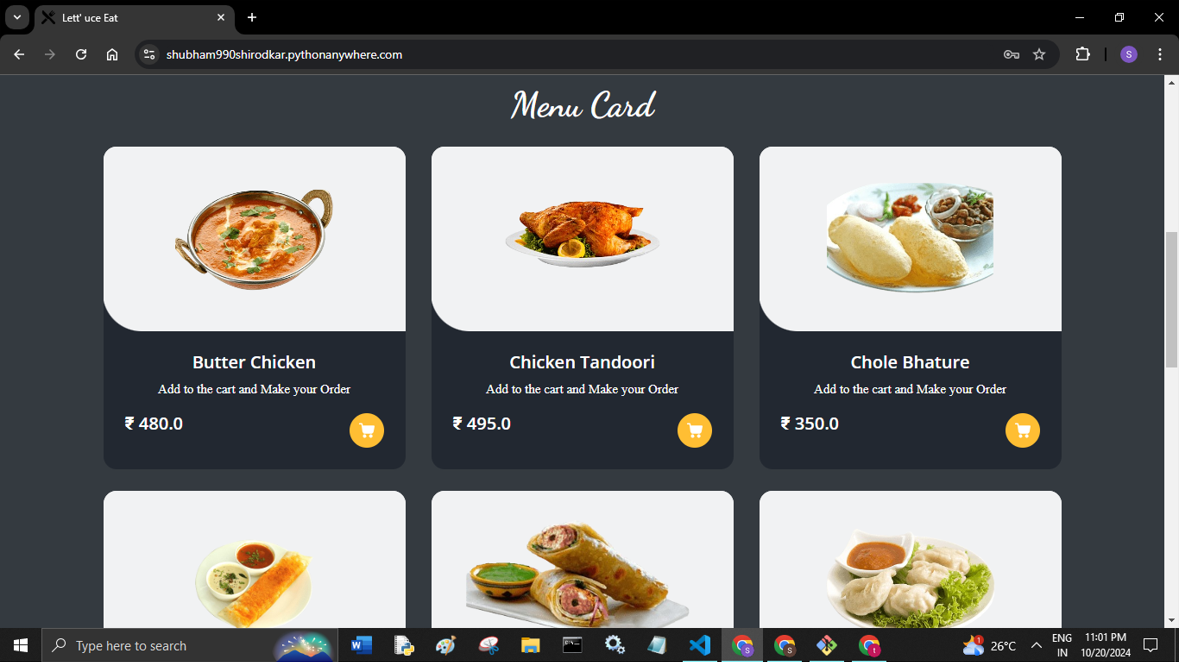 Lett' uce Eat
shubham990shirodkar.pythonanywhere.com
S
Menu Card
Butter Chicken
Add to the cart and Make your Order
₹ 480.0
Chicken Tandoori
Add to the cart and Make your Order
₹ 495.0
Chole Bhature
Add to the cart and Make your Order
₹ 350.0
Type here to search
26°C
ENG
IN
11:01 PM
10/20/2024